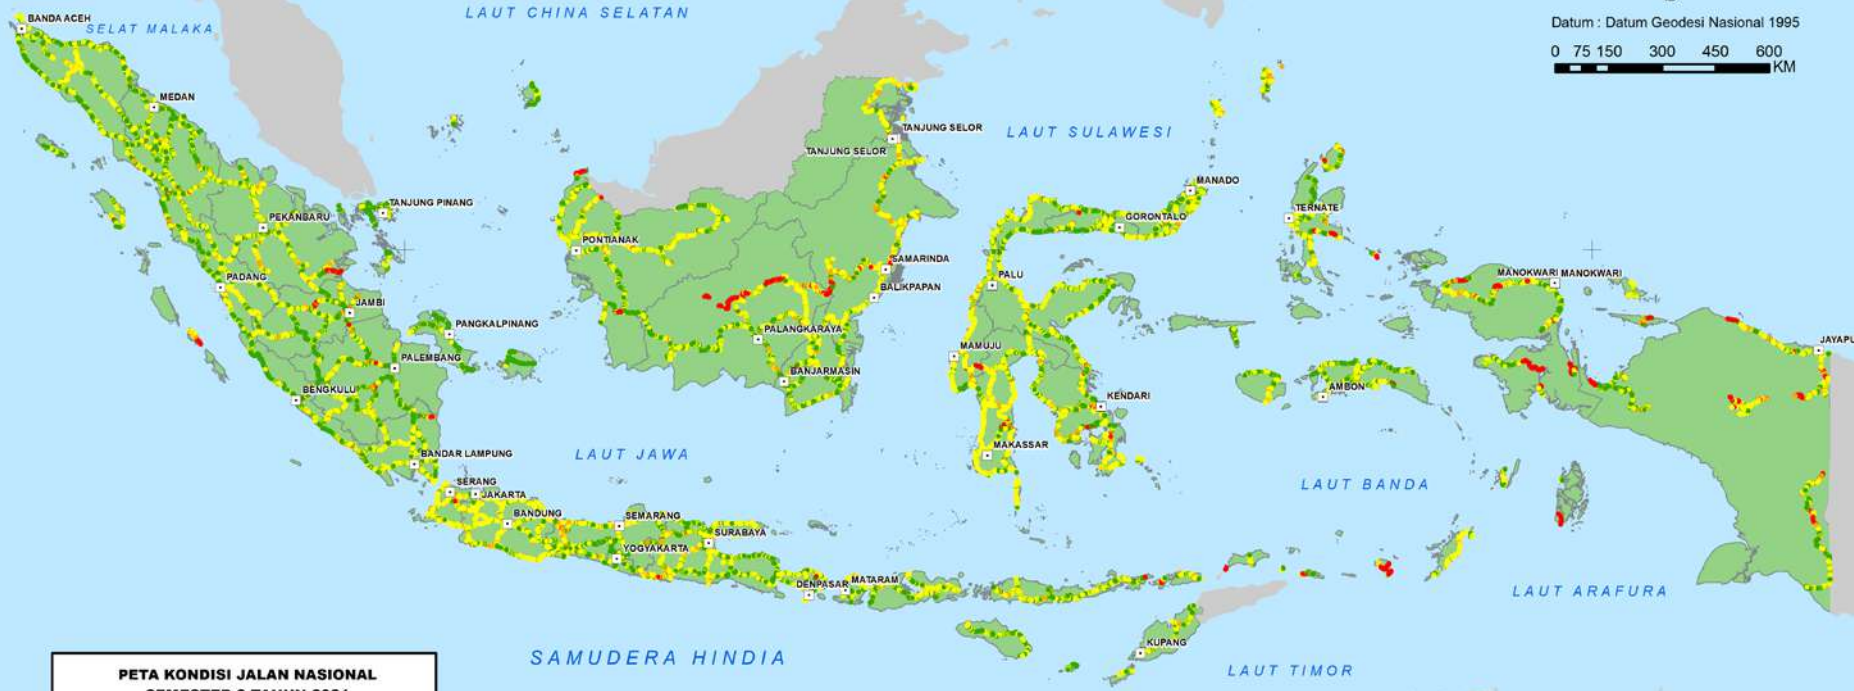 LAUT CHINA SELATAN
BANDA ACEH
SELAT MALAKA
Datum : Datum Geodesi Nasional 1995
0 75 150 300 450 600
KM
MEDAN
TANJUNG SELOR
LAUT SULAWESI
TANJUNG SELOR
MANADO
TANJUNG PINANG
TERNATE
PEKANBARU
GORONTALO
PONTIANAK
SAMARINDA
PADANG
PALU
MANOKWARI MANOKWARI
BALIKPAPAN
JAMBI
PANGKALPINANG
PALANGKARAYA
JAYAPU
MAMUJU
PALEMBANG
BANJARMASIN
BENGKULU
AMBON
KENDARI
MAKASSAR
BANDAR LAMPUNG
LAUT JAWA
SERANG
LAUT BANDA
JAKARTA
BANDUNG
SEMARANG
SURABAYA
YOGYAKARTA
DENPASAR
MATARAM
LAUT ARAFURA
KUPANG
SAMUDERA HINDIA
LAUT TIMOR
PETA KONDISI JALAN NASIONAL